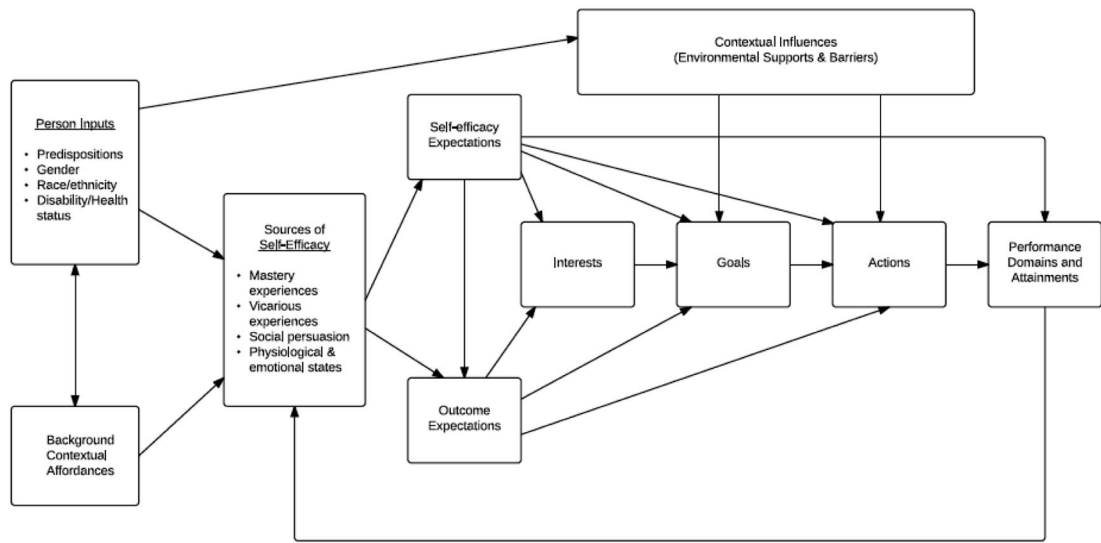 Contextual Influences
(Environmental Supports & Barriers)
Person Inputs
• Predispositions
• Gender
• Race/ethnicity
• Disability/Health
status
Self-efficacy
Expectations
Sources of
Self-Efficacy
• Mastery
experiences
• Vicarious
experiences
• Social persuasion
• Physiological &
emotional states
Interests
Goals
Actions
Performance
Domains and
Attainments
Outcome
Expectations
Background
Contextual
Affordances